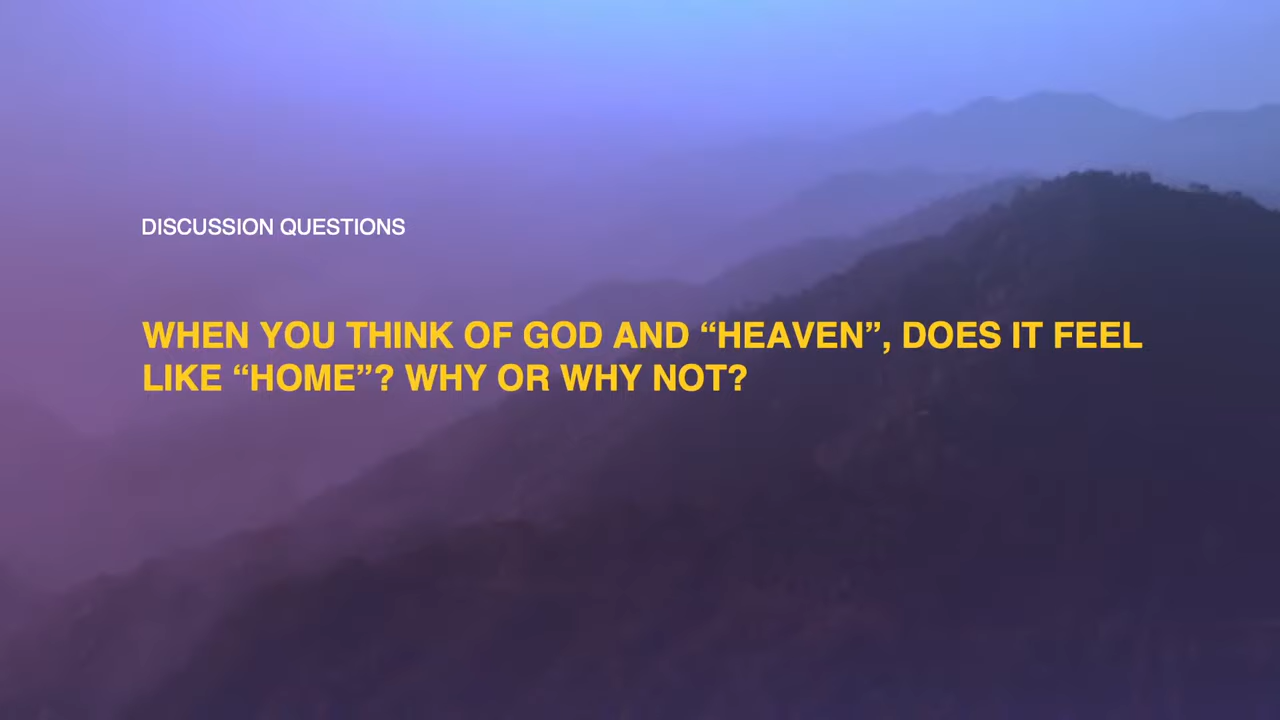 DISCUSSION QUESTIONS
WHEN YOU THINK OF GOD AND “HEAVEN”, DOES IT FEEL
LIKE “HOME”? WHY OR WHY NOT?